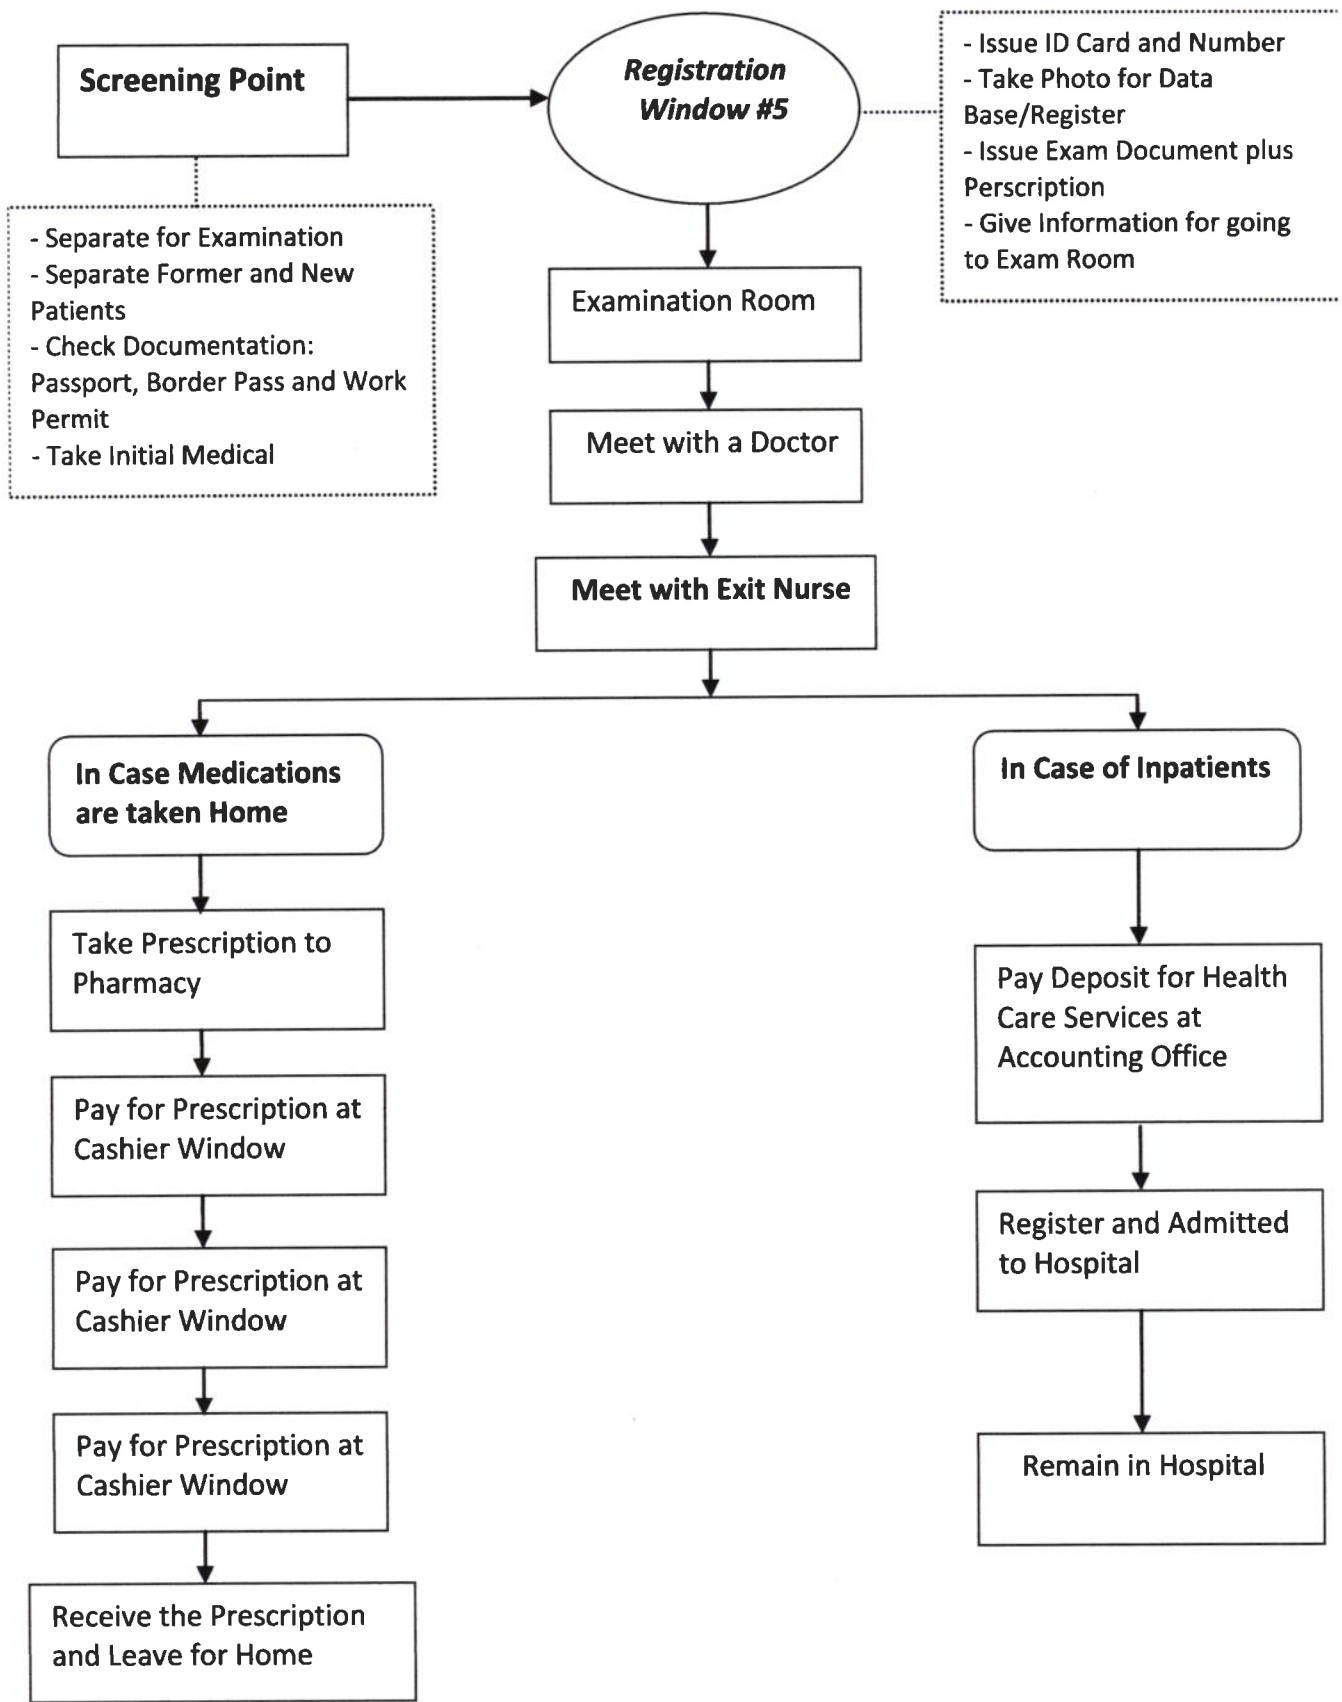 Screening Point
Registration
Window #5
- Issue ID Card and Number
- Take Photo for Data
Base/Register
- Issue Exam Document plus
Perscription
- Give Information for going
to Exam Room
- Separate for Examination
- Separate Former and New
Patients
- Check Documentation:
Passport, Border Pass and Work
Permit
- Take Initial Medical
Examination Room
Meet with a Doctor
Meet with Exit Nurse
In Case Medications
are taken Home
Take Prescription to
Pharmacy
Pay for Prescription at
Cashier Window
Pay for Prescription at
Cashier Window
Pay for Prescription at
Cashier Window
Receive the Prescription
and Leave for Home
In Case of Inpatients
Pay Deposit for Health
Care Services at
Accounting Office
Register and Admitted
to Hospital
Remain in Hospital